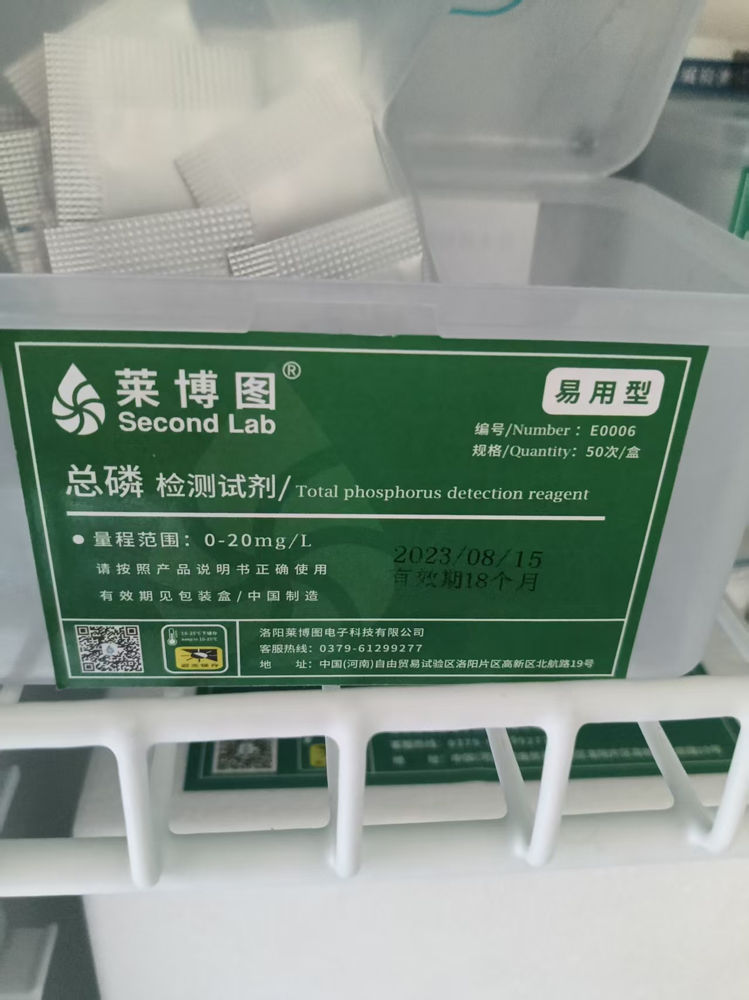 莱博图®
Second Lab
易用型
编号/Number：E0006
规格/Quantity：50次/盒
总磷 检测试剂/Total phosphorus detection reagent
● 量程范围：0-20mg/L
请按照产品说明书正确使用
有效期见包装盒/中国制造
2023/08/15
有效期18个月
10-25℃下储存
keep in 10-25℃
避光保存
洛阳莱博图电子科技有限公司
客服热线：0379-61299277
地　　址：中国(河南)自由贸易试验区洛阳片区高新区北航路19号